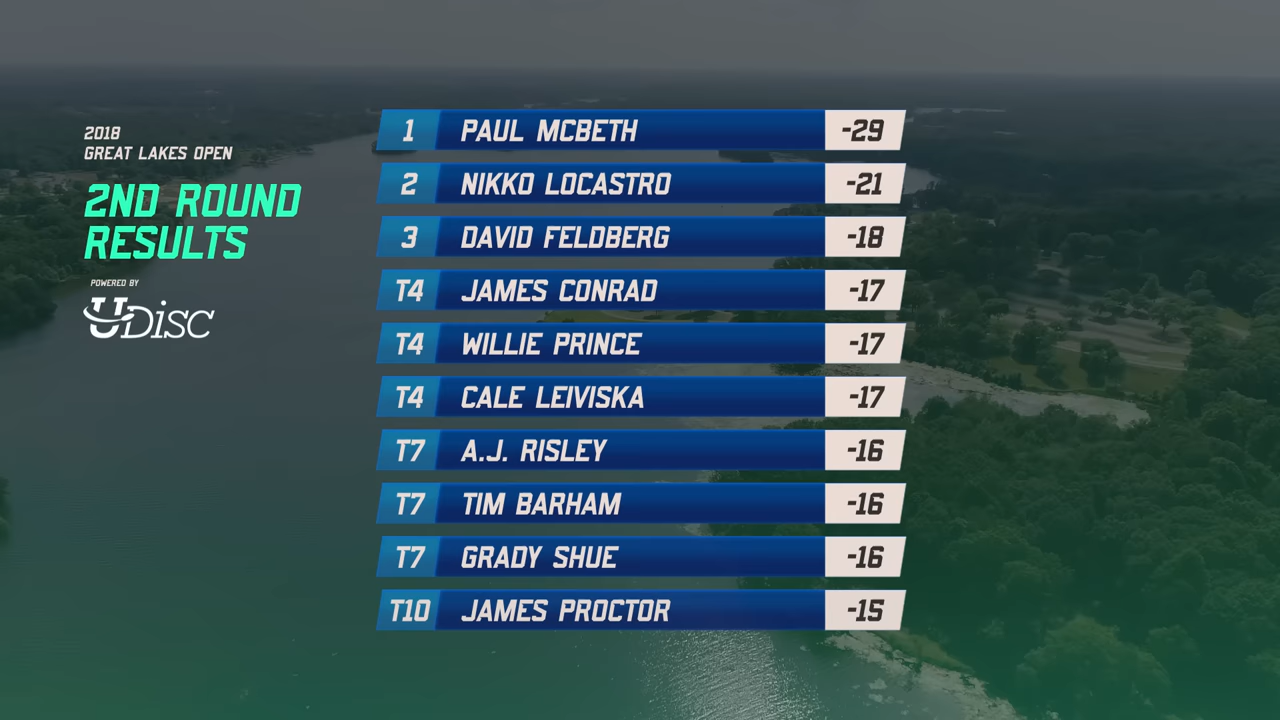 2018
GREAT LAKES OPEN
2ND ROUND
RESULTS
POWERED BY
UDisc
1 PAUL MCBETH -29
2 NIKKO LOCASTRO -21
3 DAVID FELDBERG -18
T4 JAMES CONRAD -17
T4 WILLIE PRINCE -17
T4 CALE LEIVISKA -17
T7 A.J. RISLEY -16
T7 TIM BARHAM -16
T7 GRADY SHUE -16
T10 JAMES PROCTOR -15